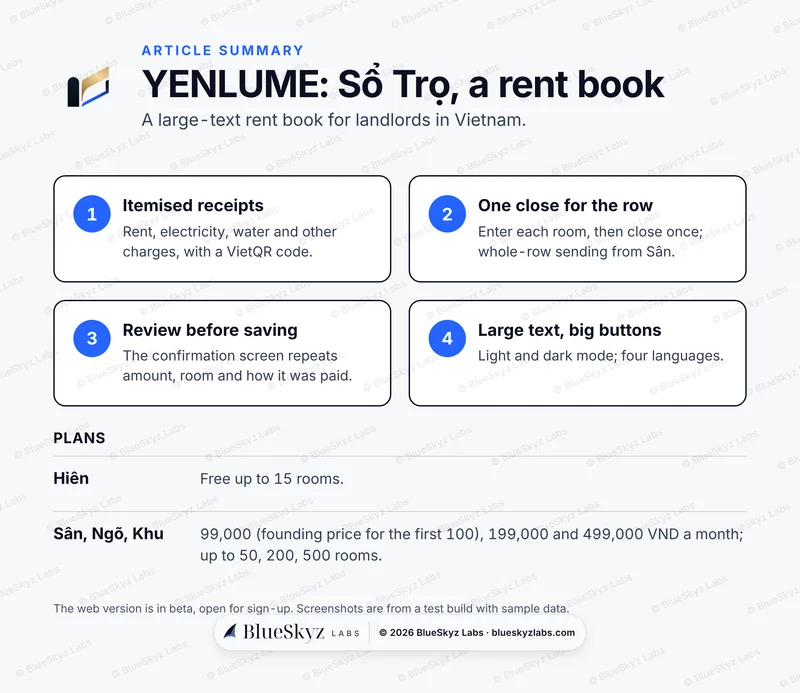 ARTICLE SUMMARY
YENLUME: Sổ Trọ, a rent book
A large-text rent book for landlords in Vietnam.
1
Itemised receipts
Rent, electricity, water and other
charges, with a VietQR code.
2
One close for the row
Enter each room, then close once;
whole-row sending from Sân.
3
Review before saving
The confirmation screen repeats
amount, room and how it was paid.
4
Large text, big buttons
Light and dark mode; four languages.
PLANS
Hiên
Free up to 15 rooms.
Sân, Ngõ, Khu
99,000 (founding price for the first 100), 199,000 and 499,000 VND a month;
up to 50, 200, 500 rooms.
The web version is in beta, open for sign-up. Screenshots are from a test build with sample data.
BlueSkyz LABS
© 2026 BlueSkyz Labs · blueskyzlabs.com
© BlueSkyz Labs